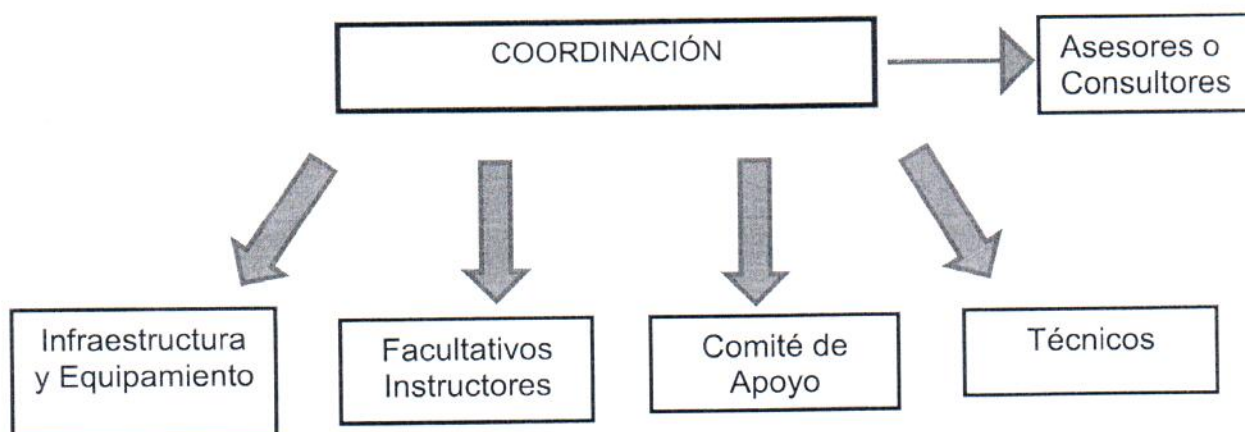 COORDINACIÓN
Asesores o
Consultores
Infraestructura
y Equipamiento
Facultativos
Instructores
Comité de
Apoyo
Técnicos